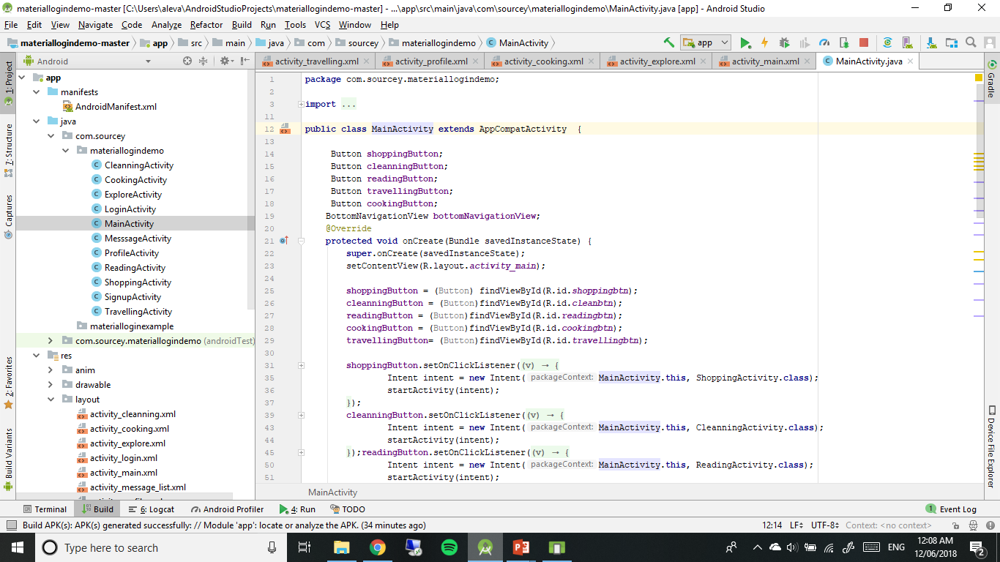 materiallogindemo-master [C:\Users\aleva\AndroidStudioProjects\materiallogindemo-master] - ...\app\src\main\java\com\sourcey\materiallogindemo\MainActivity.java [app] - Android Studio
File Edit View Navigate Code Analyze Refactor Build Run Tools VCS Window Help
materiallogindemo-master app src main java com sourcey materiallogindemo MainActivity app
Android activity_travelling.xml activity_profile.xml activity_cooking.xml activity_explore.xml activity_main.xml MainActivity.java
1: Project
7: Structure
Captures
2: Favorites
Build Variants
app
manifests
AndroidManifest.xml
java
com.sourcey
materiallogindemo
CleanningActivity
CookingActivity
ExploreActivity
LoginActivity
MainActivity
MesssageActivity
ProfileActivity
ReadingActivity
ShoppingActivity
SignupActivity
TravellingActivity
materialloginexample
com.sourcey.materiallogindemo (androidTest)
res
anim
drawable
layout
activity_cleanning.xml
activity_cooking.xml
activity_explore.xml
activity_login.xml
activity_main.xml
activity_message_list.xml
1 package com.sourcey.materiallogindemo;
2
3 import ...
11
12 public class MainActivity extends AppCompatActivity {
13
14 Button shoppingButton;
15 Button cleanningButton;
16 Button readingButton;
17 Button travellingButton;
18 Button cookingButton;
19 BottomNavigationView bottomNavigationView;
20 @Override
21 protected void onCreate(Bundle savedInstanceState) {
22 super.onCreate(savedInstanceState);
23 setContentView(R.layout.activity_main);
24
25 shoppingButton = (Button) findViewById(R.id.shoppingbtn);
26 cleanningButton = (Button)findViewById(R.id.cleanbtn);
27 readingButton = (Button)findViewById(R.id.readingbtn);
28 cookingButton = (Button)findViewById(R.id.cookingbtn);
29 travellingButton= (Button)findViewById(R.id.travellingbtn);
30
31 shoppingButton.setOnClickListener((v) → {
35 Intent intent = new Intent( packageContext: MainActivity.this, ShoppingActivity.class);
36 startActivity(intent);
37 });
39 cleanningButton.setOnClickListener((v) → {
43 Intent intent = new Intent( packageContext: MainActivity.this, CleanningActivity.class);
44 startActivity(intent);
45 });readingButton.setOnClickListener((v) → {
50 Intent intent = new Intent( packageContext: MainActivity.this, ReadingActivity.class);
51 startActivity(intent);
MainActivity
Gradle
Device File Explorer
Terminal Build 6: Logcat Android Profiler 4: Run TODO 1 Event Log
Build APK(s): APK(s) generated successfully: // Module 'app': locate or analyze the APK. (34 minutes ago) 12:14 LF UTF-8 Context: <no context>
Type here to search ENG 12:08 AM
12/06/2018 2